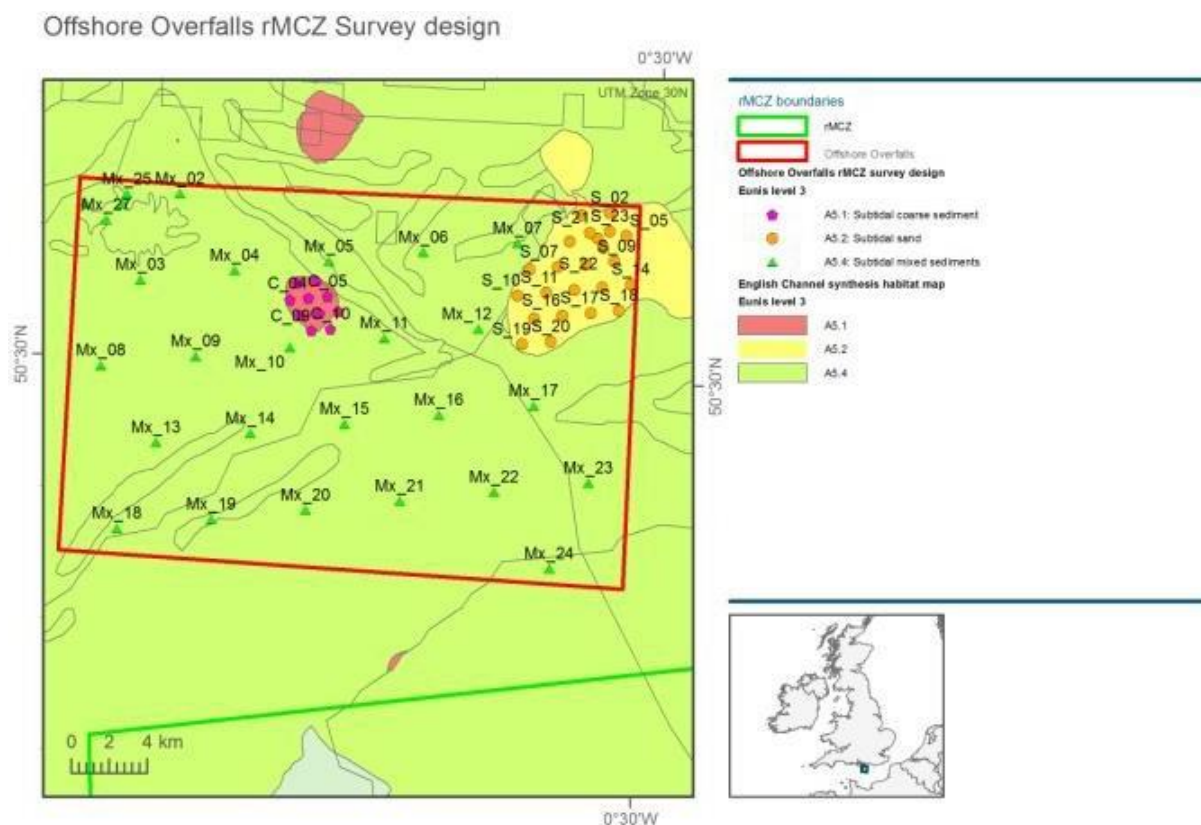 Offshore Overfalls rMCZ Survey design
0°30'W
UTM Zone 30N
rMCZ boundaries
rMCZ
Offshore Overfalls
Offshore Overfalls rMCZ survey design
Eunis level 3
A5.1: Subtidal coarse sediment
A5.2: Subtidal sand
A5.4: Subtidal mixed sediments
English Channel synthesis habitat map
Eunis level 3
A5.1
A5.2
A5.4
Mx_25
Mx_02
Mx_27
S_02
S_21
S_23
S_05
Mx_03
Mx_04
Mx_05
Mx_06
Mx_07
S_07
S_09
S_22
S_14
S_10
S_11
C_04
C_05
S_16
S_17
S_18
C_09
C_10
Mx_11
Mx_12
S_19
S_20
50°30'N
Mx_08
Mx_09
Mx_10
50°30'N
Mx_13
Mx_14
Mx_15
Mx_16
Mx_17
Mx_18
Mx_19
Mx_20
Mx_21
Mx_22
Mx_23
Mx_24
0 2 4 km
0°30'W